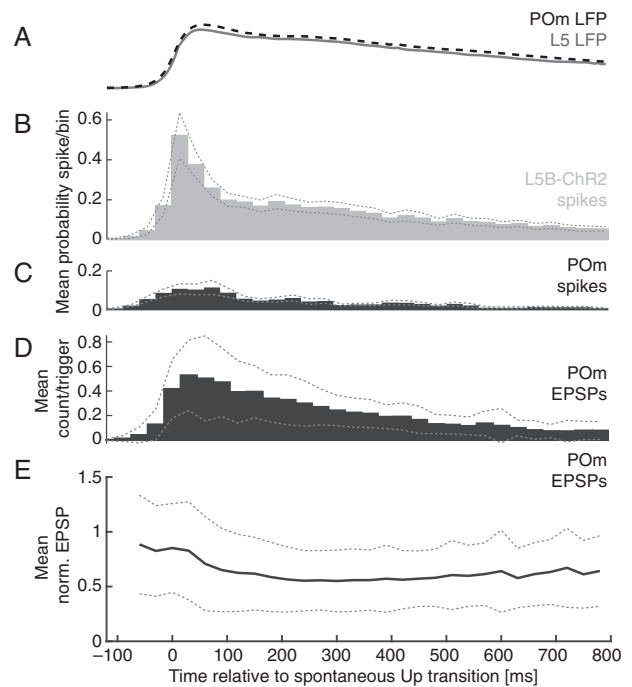 A
POm LFP
L5 LFP
B
0.6
0.4
0.2
0
Mean probability spike/bin
L5B-ChR2
spikes
C
0.2
0
POm
spikes
D
0.8
0.6
0.4
0.2
0
Mean
count/trigger
POm
EPSPs
E
1.5
1
0.5
0
Mean
norm. EPSP
POm
EPSPs
−100 0 100 200 300 400 500 600 700 800
Time relative to spontaneous Up transition [ms]